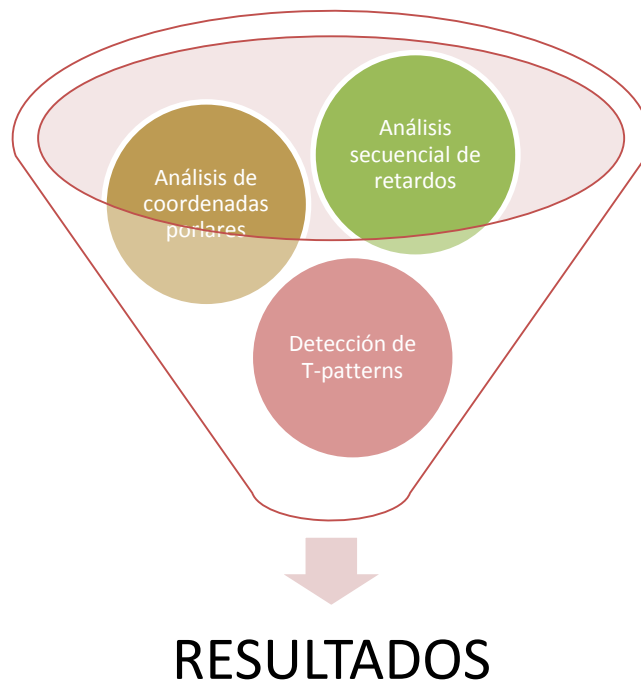 Análisis
secuencial de
retardos
Análisis de
coordenadas
porlares
Detección de
T-patterns
RESULTADOS